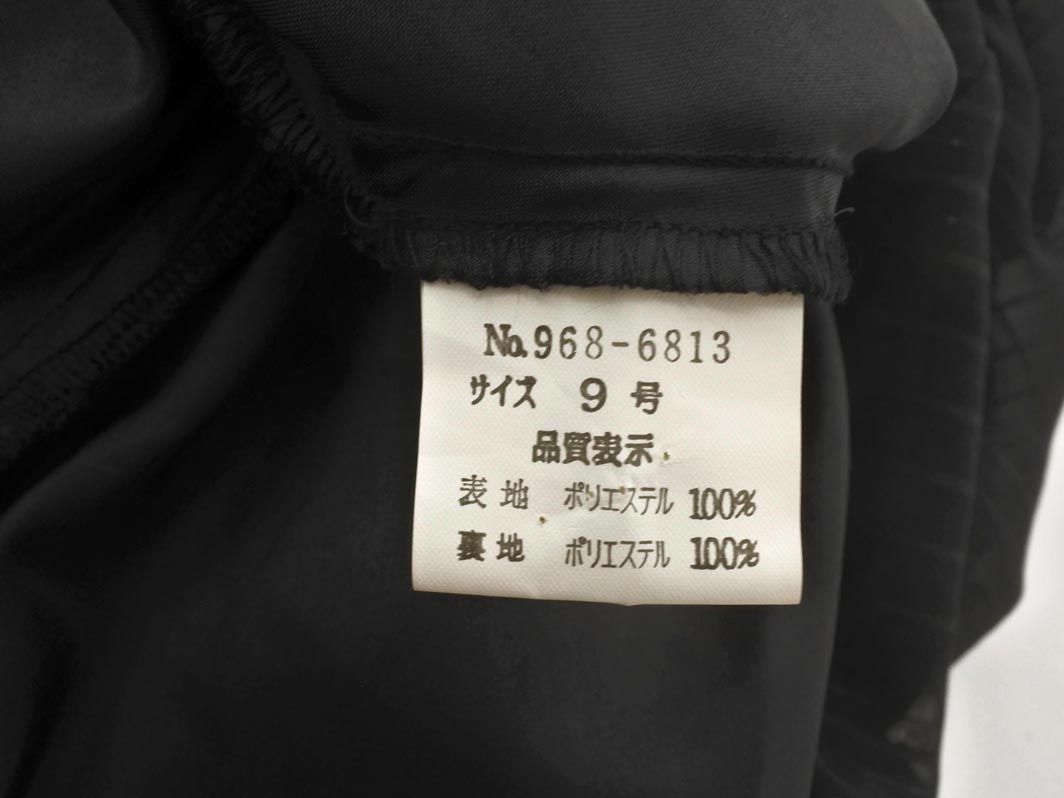 No.968-6813
サイズ 9 号
品質表示
表地 ポリエステル 100%
裏地 ポリエステル 100%